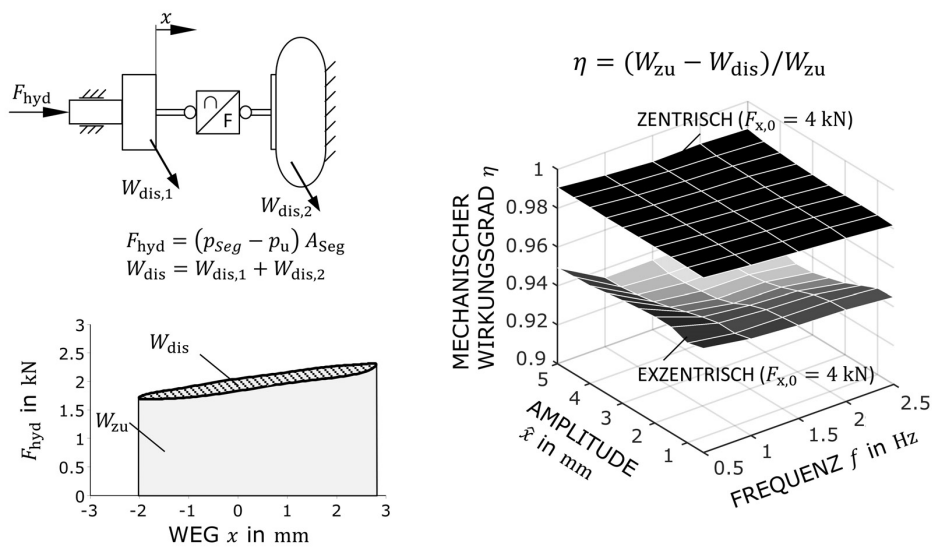 x
F_hyd
∩
F
W_dis,1
W_dis,2
F_hyd = (p_Seg − p_u) A_Seg
W_dis = W_dis,1 + W_dis,2
3
2.5
2
1.5
1
0.5
0
F_hyd in kN
W_dis
W_zu
-3 -2 -1 0 1 2 3
WEG x in mm
η = (W_zu − W_dis)/W_zu
ZENTRISCH (F_x,0 = 4 kN)
MECHANISCHER
WIRKUNGSGRAD η
1
0.98
0.96
0.94
0.92
0.9
EXZENTRISCH (F_x,0 = 4 kN)
5 4 3 2 1
AMPLITUDE
x̂ in mm
0.5 1 1.5 2 2.5
FREQUENZ f in Hz